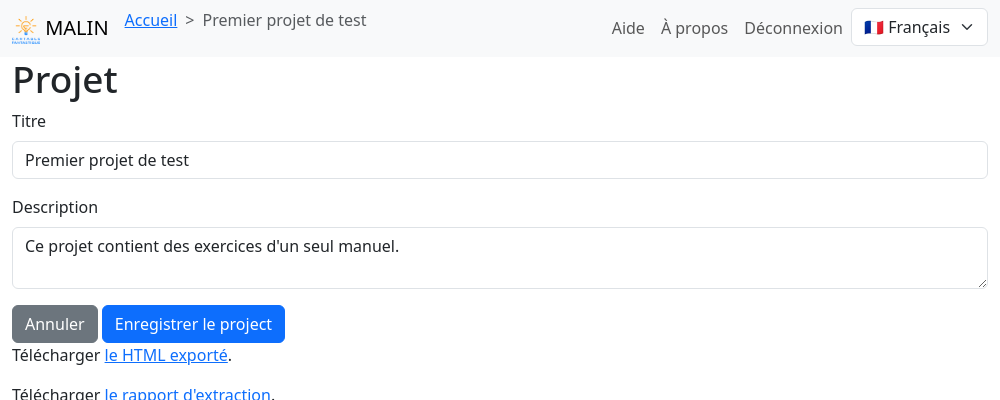 MALIN
Accueil > Premier projet de test
Aide À propos Déconnexion Français
Projet
Titre
Premier projet de test
Description
Ce projet contient des exercices d'un seul manuel.
Annuler Enregistrer le project
Télécharger le HTML exporté.
Télécharger le rapport d'extraction.